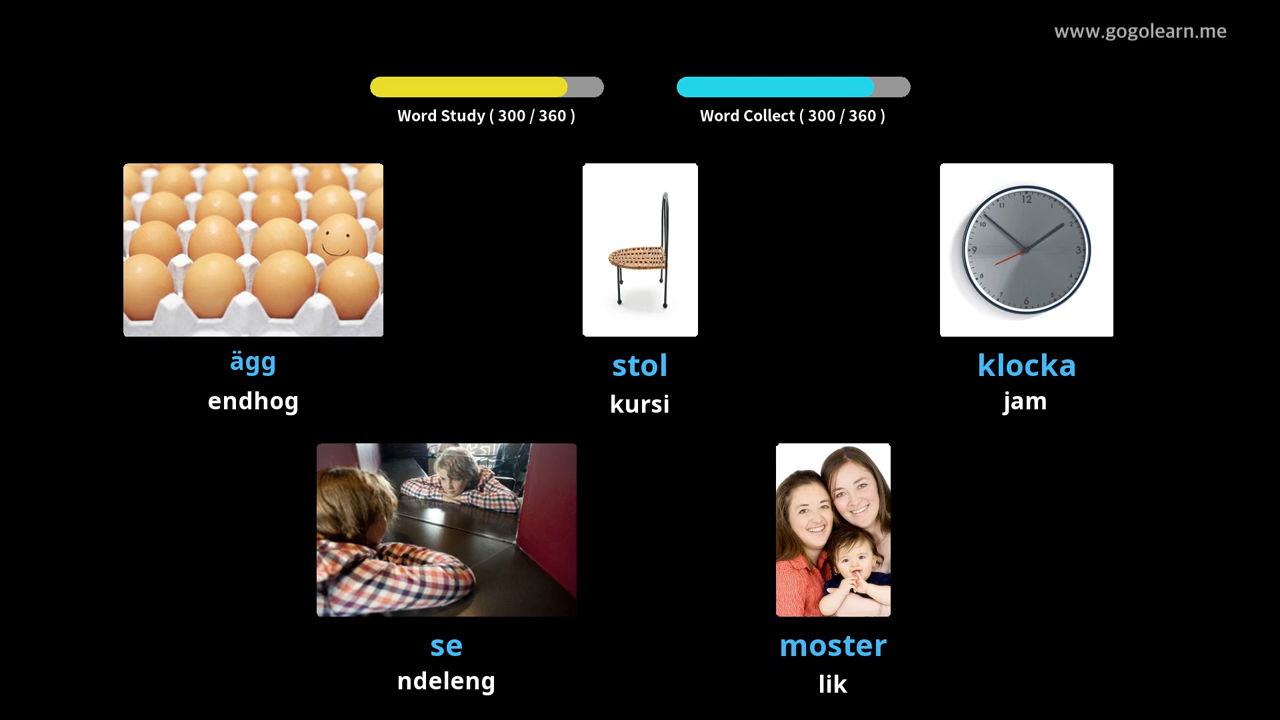 www.gogolearn.me
Word Study ( 300 / 360 )
Word Collect ( 300 / 360 )
ägg
endhog
stol
kursi
klocka
jam
se
ndeleng
moster
lik